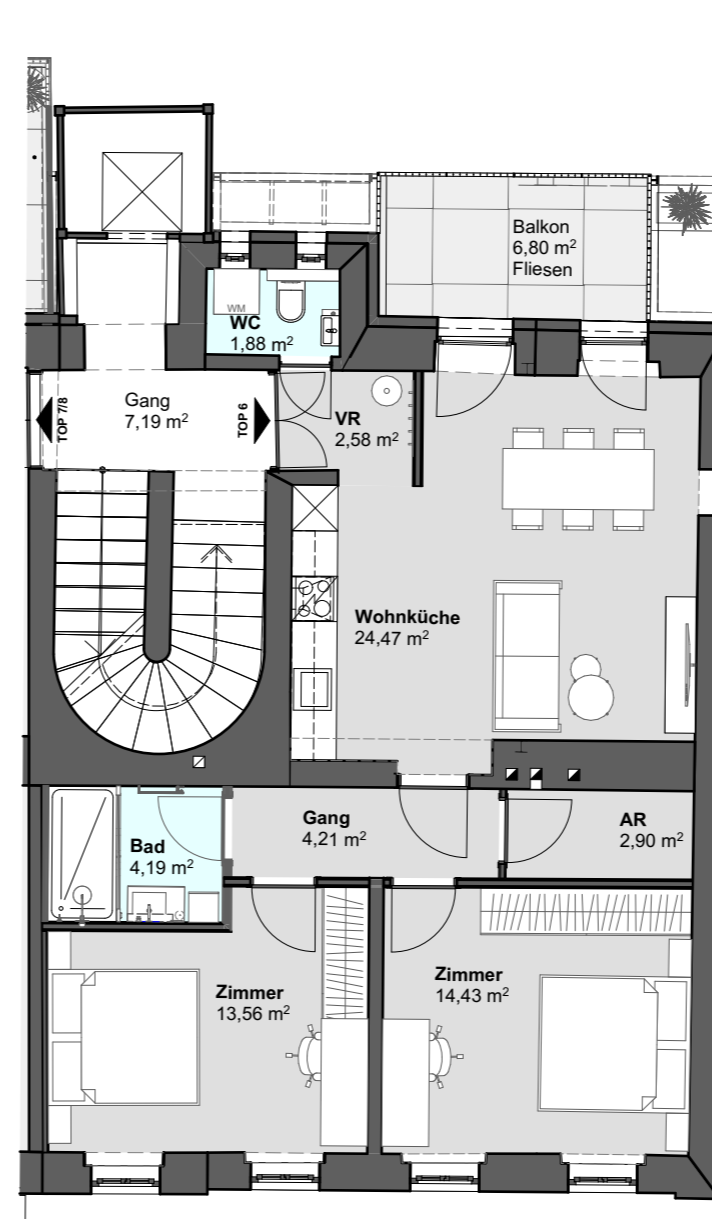 Balkon
6,80 m²
Fliesen
WM
WC
1,88 m²
Gang
7,19 m²
TOP 7/8
TOP 6
VR
2,58 m²
Wohnküche
24,47 m²
Gang
4,21 m²
AR
2,90 m²
Bad
4,19 m²
Zimmer
13,56 m²
Zimmer
14,43 m²